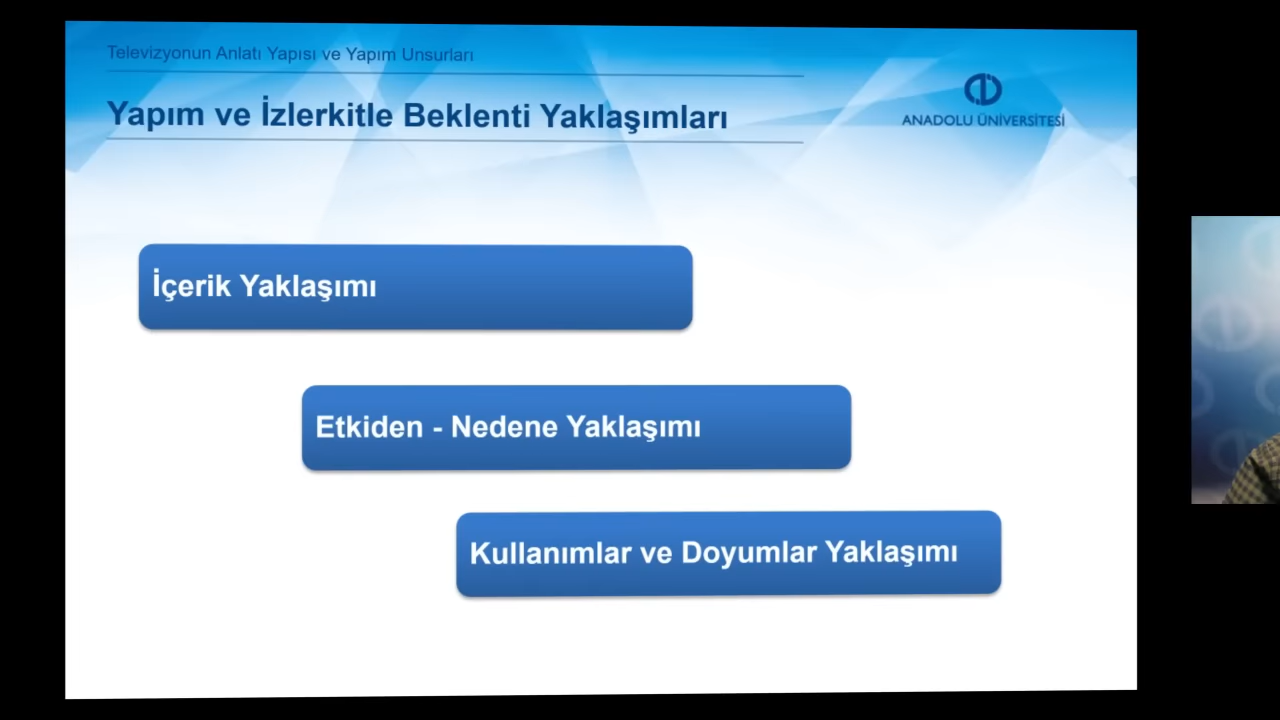 Televizyonun Anlatı Yapısı ve Yapım Unsurları
Yapım ve İzlerkitle Beklenti Yaklaşımları
ANADOLU ÜNİVERSİTESİ
İçerik Yaklaşımı
Etkiden - Nedene Yaklaşımı
Kullanımlar ve Doyumlar Yaklaşımı